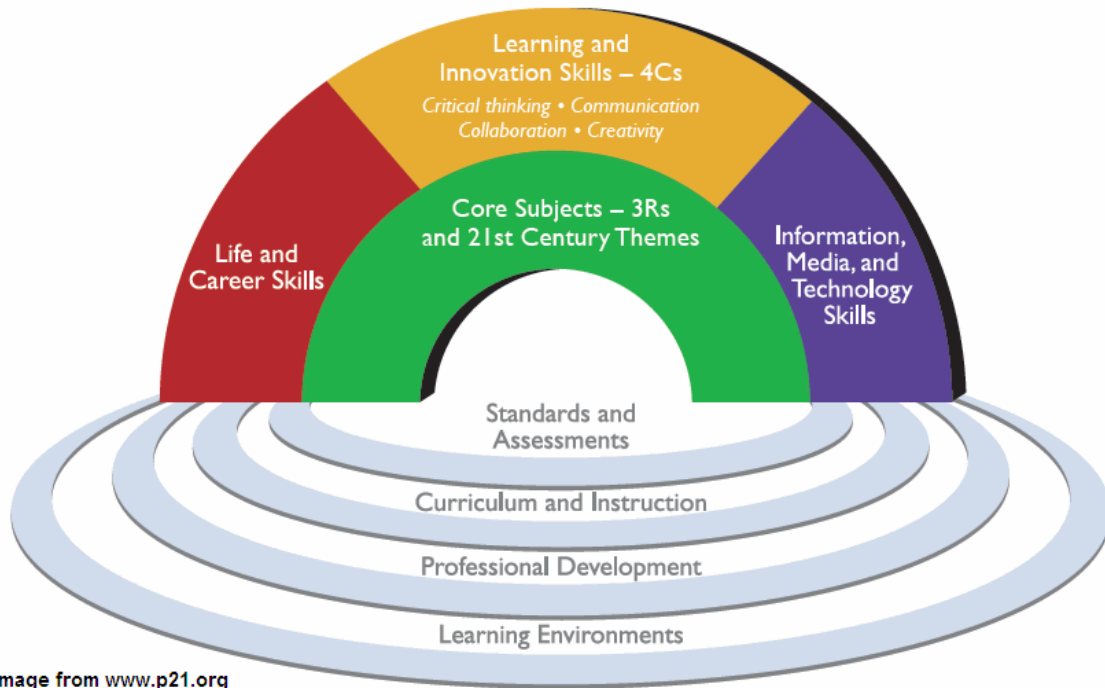 Learning and
Innovation Skills – 4Cs
Critical thinking • Communication
Collaboration • Creativity
Core Subjects – 3Rs
and 21st Century Themes
Life and
Career Skills
Information,
Media, and
Technology
Skills
Standards and
Assessments
Curriculum and Instruction
Professional Development
Learning Environments
mage from www.p21.org